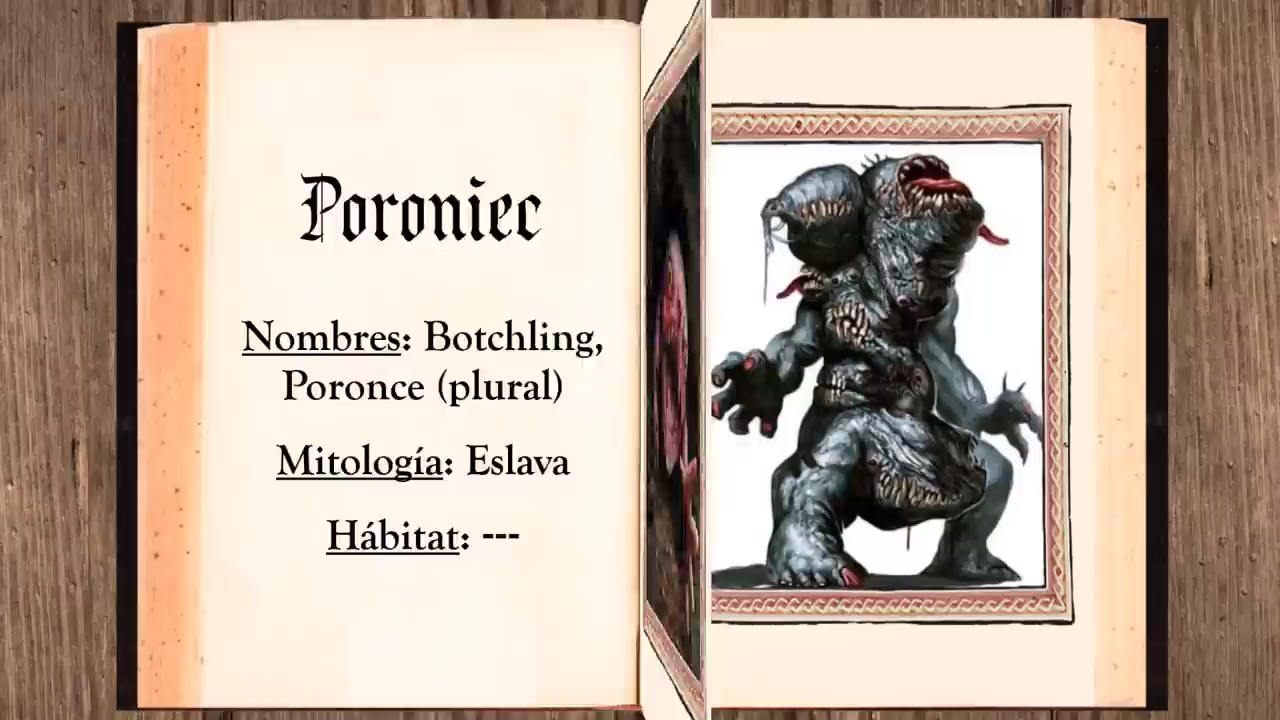 Poroniec
Nombres: Botchling,
Poronce (plural)
Mitología: Eslava
Hábitat: ---